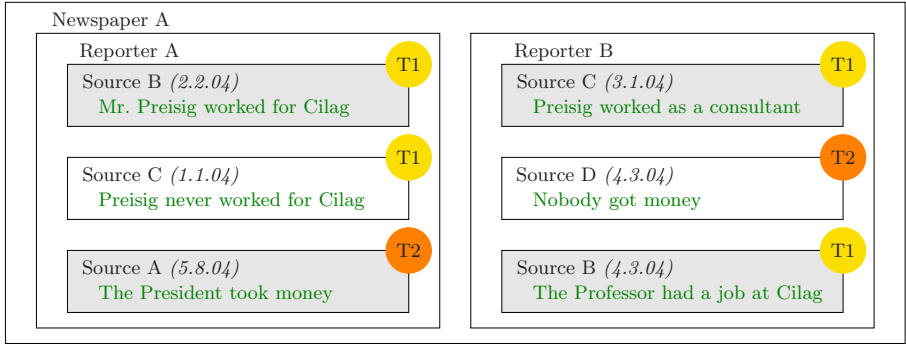 Newspaper A
Reporter A
T1
Source B (2.2.04)
Mr. Preisig worked for Cilag
T1
Source C (1.1.04)
Preisig never worked for Cilag
T2
Source A (5.8.04)
The President took money
Reporter B
T1
Source C (3.1.04)
Preisig worked as a consultant
T2
Source D (4.3.04)
Nobody got money
T1
Source B (4.3.04)
The Professor had a job at Cilag